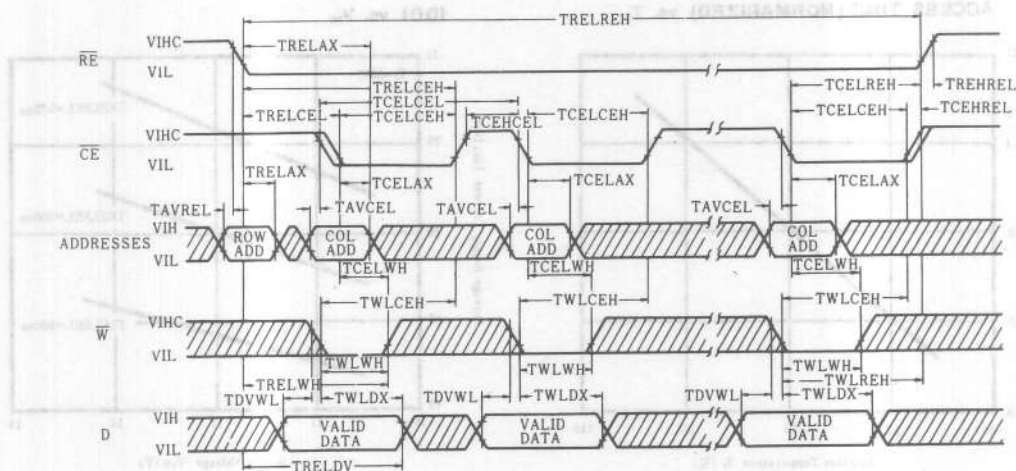 TRELREH
VIHC
RE
VIL
TRELAX
TRELCEH
TCELREH
TREHREL
TCELCEL
TRELCEL
TCELCEH
TCEHCEL
TCELCEH
TCELCEH
TCEHREL
VIHC
CE
VIL
TRELAX
TCELAX
TCELAX
TCELAX
TAVREL
TAVCEL
TAVCEL
TAVCEL
ADDRESSES
VIH
VIL
ROW ADD
COL ADD
COL ADD
COL ADD
TCELWH
TCELWH
TCELWH
TWLCEH
TWLCEH
TWLCEH
VIHC
W
VIL
TWLWH
TWLWH
TWLWH
TRELWH
TWLREH
TDVWL
TWLDX
TWLDX
TDVWL
TWLDX
VIH
D
VIL
VALID DATA
VALID DATA
VALID DATA
TRELDV